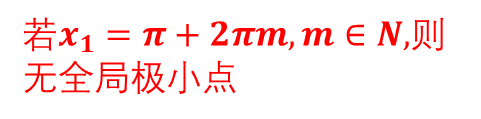 若x₁ = π + 2πm, m ∈ N,则
无全局极小点